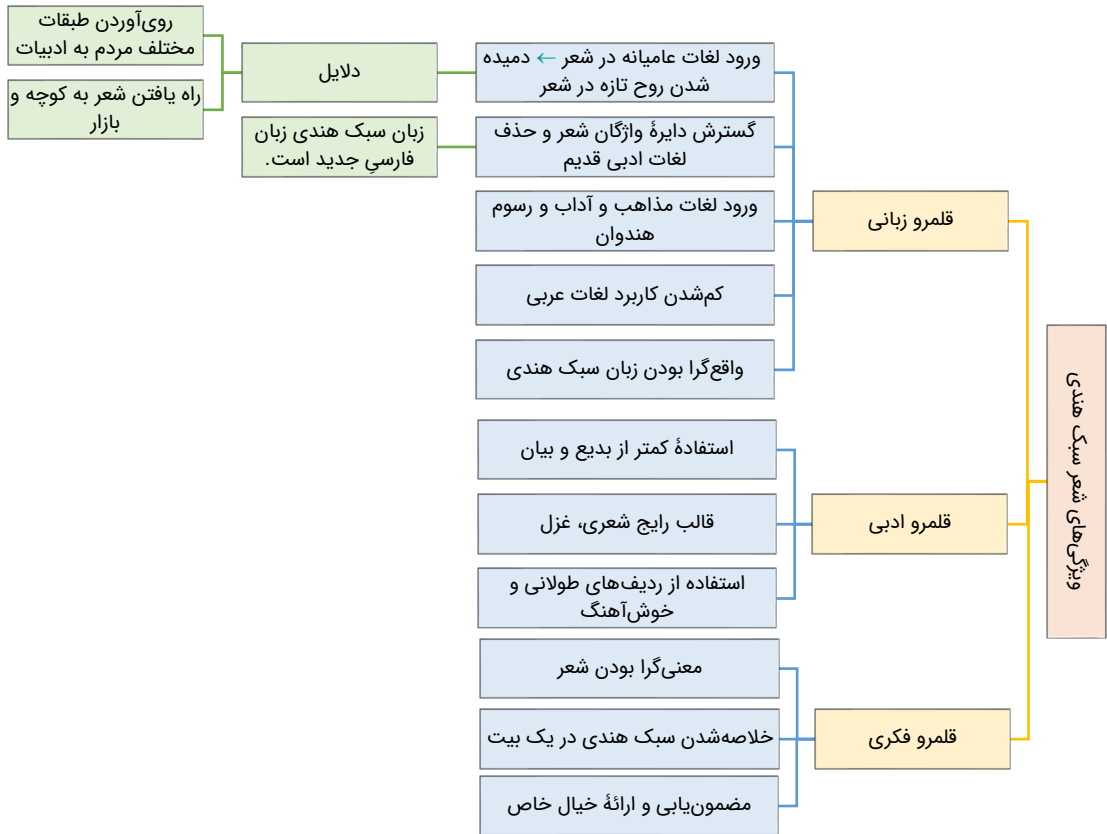 ویژگی‌های شعر سبک هندی
قلمرو زبانی
ورود لغات عامیانه در شعر ← دمیده
شدن روح تازه در شعر
دلایل
روی‌آوردن طبقات
مختلف مردم به ادبیات
راه یافتن شعر به کوچه و
بازار
گسترش دایرهٔ واژگان شعر و حذف
لغات ادبی قدیم
زبان سبک هندی زبان
فارسیِ جدید است.
ورود لغات مذاهب و آداب و رسوم
هندوان
کم‌شدن کاربرد لغات عربی
واقع‌گرا بودن زبان سبک هندی
قلمرو ادبی
استفادهٔ کمتر از بدیع و بیان
قالب رایج شعری، غزل
استفاده از ردیف‌های طولانی و
خوش‌آهنگ
قلمرو فکری
معنی‌گرا بودن شعر
خلاصه‌شدن سبک هندی در یک بیت
مضمون‌یابی و ارائهٔ خیال خاص